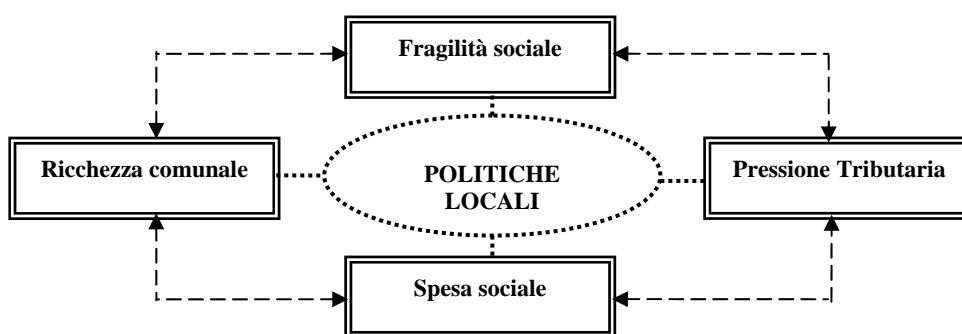 Fragilità sociale
Ricchezza comunale
POLITICHE
LOCALI
Pressione Tributaria
Spesa sociale